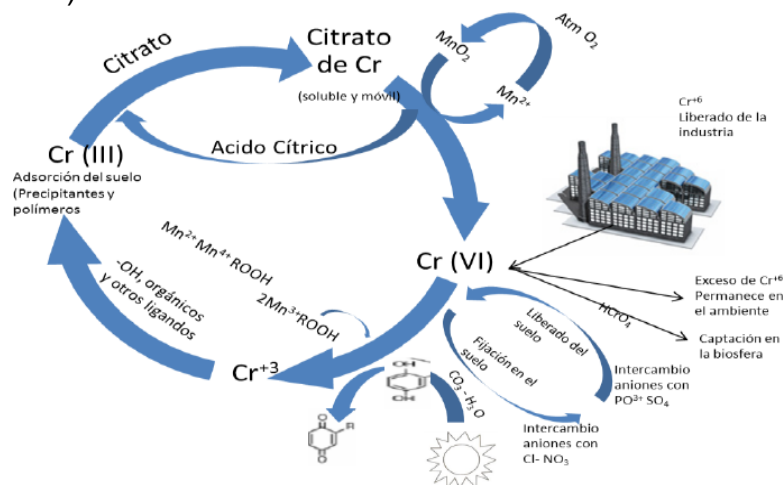 Citrato
Citrato
de Cr
(soluble y móvil)
MnO2
Atm O2
Mn2+
Acido Cítrico
Cr+6
Liberado de la
industria
Cr (III)
Adsorción del suelo
(Precipitantes y
polímeros
Mn2+ Mn4+ ROOH
2Mn3+ROOH
-OH, orgánicos
y otros ligandos
Cr (VI)
HCrO4
Exceso de Cr+6
Permanece en
el ambiente
Captación en
la biosfera
Liberado del
suelo
Fijación en el
suelo
Intercambio
aniones con
PO3+ SO4
Intercambio
aniones con
Cl- NO3
Cr+3
OH
OH
CO3 - H3O
O
R
O